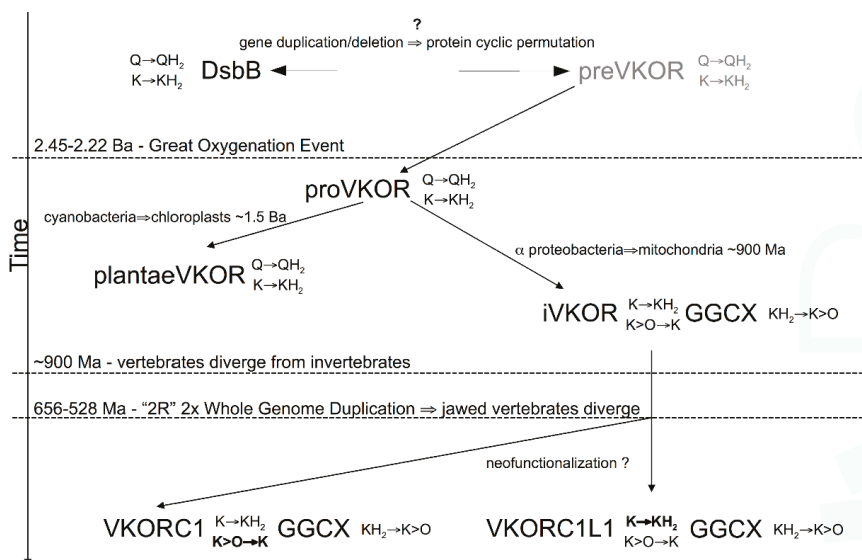 ?
gene duplication/deletion ⇒ protein cyclic permutation
Q→QH₂
K→KH₂
DsbB
preVKOR
Q→QH₂
K→KH₂
2.45-2.22 Ba - Great Oxygenation Event
Time
proVKOR
Q→QH₂
K→KH₂
cyanobacteria⇒chloroplasts ~1.5 Ba
α proteobacteria⇒mitochondria ~900 Ma
plantaeVKOR
Q→QH₂
K→KH₂
iVKOR
K→KH₂
K>O→K
GGCX
KH₂→K>O
~900 Ma - vertebrates diverge from invertebrates
656-528 Ma - “2R” 2x Whole Genome Duplication ⇒ jawed vertebrates diverge
neofunctionalization ?
VKORC1
K→KH₂
K>O→K
GGCX
KH₂→K>O
VKORC1L1
K→KH₂
K>O→K
GGCX
KH₂→K>O